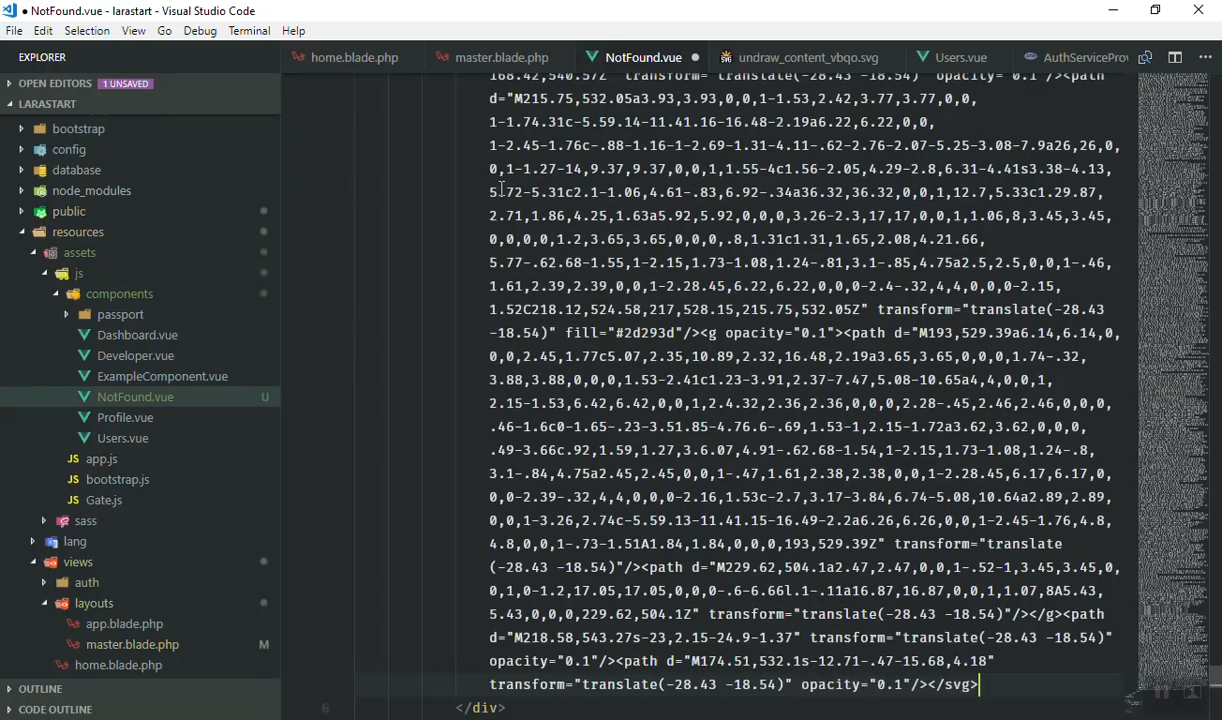 ● NotFound.vue - larastart - Visual Studio Code
File Edit Selection View Go Debug Terminal Help
EXPLORER
OPEN EDITORS 1 UNSAVED
LARASTART
bootstrap
config
database
node_modules
public
resources
assets
js
components
passport
Dashboard.vue
Developer.vue
ExampleComponent.vue
NotFound.vue U
Profile.vue
Users.vue
JS app.js
JS bootstrap.js
JS Gate.js
sass
lang
views
auth
layouts
app.blade.php
master.blade.php M
home.blade.php
OUTLINE
CODE OUTLINE
home.blade.php master.blade.php NotFound.vue ● undraw_content_vbqo.svg Users.vue AuthServiceProv
168.42,540.57Z" transform="translate(-28.43 -18.54)" opacity="0.1"/><path
d="M215.75,532.05a3.93,3.93,0,0,1-1.53,2.42,3.77,3.77,0,0,
1-1.74.31c-5.59.14-11.41.16-16.48-2.19a6.22,6.22,0,0,
1-2.45-1.76c-.88-1.16-1-2.69-1.31-4.11-.62-2.76-2.07-5.25-3.08-7.9a26,26,0,
0,1-1.27-14,9.37,9.37,0,0,1,1.55-4c1.56-2.05,4.29-2.8,6.31-4.41s3.38-4.13,
5.72-5.31c2.1-1.06,4.61-.83,6.92-.34a36.32,36.32,0,0,1,12.7,5.33c1.29.87,
2.71,1.86,4.25,1.63a5.92,5.92,0,0,0,3.26-2.3,17,17,0,0,1,1.06,8,3.45,3.45,
0,0,0,0,1.2,3.65,3.65,0,0,0,.8,1.31c1.31,1.65,2.08,4.21.66,
5.77-.62.68-1.55,1-2.15,1.73-1.08,1.24-.81,3.1-.85,4.75a2.5,2.5,0,0,1-.46,
1.61,2.39,2.39,0,0,1-2.28.45,6.22,6.22,0,0,0-2.4-.32,4,4,0,0,0-2.15,
1.52C218.12,524.58,217,528.15,215.75,532.05Z" transform="translate(-28.43
-18.54)" fill="#2d293d"/><g opacity="0.1"><path d="M193,529.39a6.14,6.14,0,
0,0,2.45,1.77c5.07,2.35,10.89,2.32,16.48,2.19a3.65,3.65,0,0,0,1.74-.32,
3.88,3.88,0,0,0,1.53-2.41c1.23-3.91,2.37-7.47,5.08-10.65a4,4,0,0,1,
2.15-1.53,6.42,6.42,0,0,1,2.4.32,2.36,2.36,0,0,0,2.28-.45,2.46,2.46,0,0,0,
.46-1.6c0-1.65-.23-3.51.85-4.76.6-.69,1.53-1,2.15-1.72a3.62,3.62,0,0,0,
.49-3.66c.92,1.59,1.27,3.6.07,4.91-.62.68-1.54,1-2.15,1.73-1.08,1.24-.8,
3.1-.84,4.75a2.45,2.45,0,0,1-.47,1.61,2.38,2.38,0,0,1-2.28.45,6.17,6.17,0,
0,0-2.39-.32,4,4,0,0,0-2.16,1.53c-2.7,3.17-3.84,6.74-5.08,10.64a2.89,2.89,
0,0,1-3.26,2.74c-5.59.13-11.41.15-16.49-2.2a6.26,6.26,0,0,1-2.45-1.76,4.8,
4.8,0,0,1-.73-1.51A1.84,1.84,0,0,0,193,529.39Z" transform="translate
(-28.43 -18.54)"/><path d="M229.62,504.1a2.47,2.47,0,0,1-.52-1,3.45,3.45,0,
0,1,0-1.2,17.05,17.05,0,0,0-.6-6.66l.1-.11a16.87,16.87,0,0,1,1.07,8A5.43,
5.43,0,0,0,229.62,504.1Z" transform="translate(-28.43 -18.54)"/></g><path
d="M218.58,543.27s-23,2.15-24.9-1.37" transform="translate(-28.43 -18.54)"
opacity="0.1"/><path d="M174.51,532.1s-12.71-.47-15.68,4.18"
transform="translate(-28.43 -18.54)" opacity="0.1"/></svg>
6 </div>